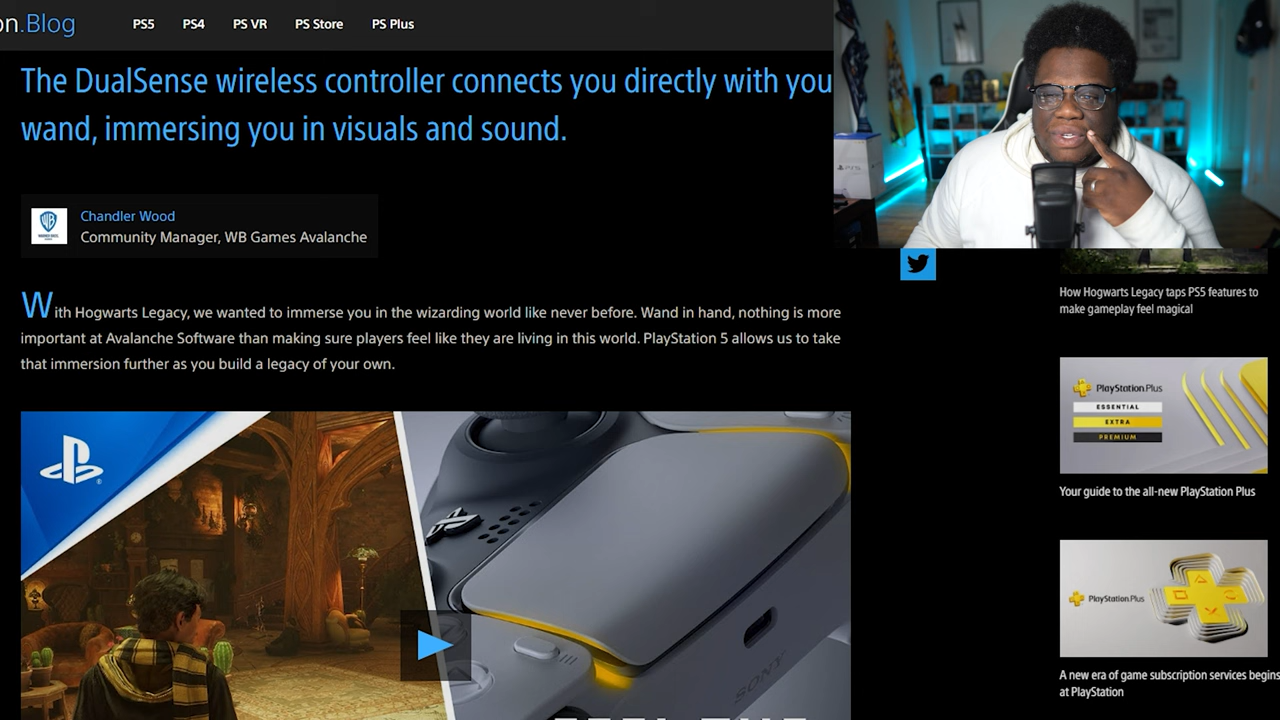 on.Blog
PS5 PS4 PS VR PS Store PS Plus
The DualSense wireless controller connects you directly with you
wand, immersing you in visuals and sound.
WB
Chandler Wood
Community Manager, WB Games Avalanche
With Hogwarts Legacy, we wanted to immerse you in the wizarding world like never before. Wand in hand, nothing is more
important at Avalanche Software than making sure players feel like they are living in this world. PlayStation 5 allows us to take
that immersion further as you build a legacy of your own.
SONY
PS5
How Hogwarts Legacy taps PS5 features to
make gameplay feel magical
PlayStation.Plus
ESSENTIAL
EXTRA
PREMIUM
Your guide to the all-new PlayStation Plus
PlayStation.Plus
A new era of game subscription services begins
at PlayStation